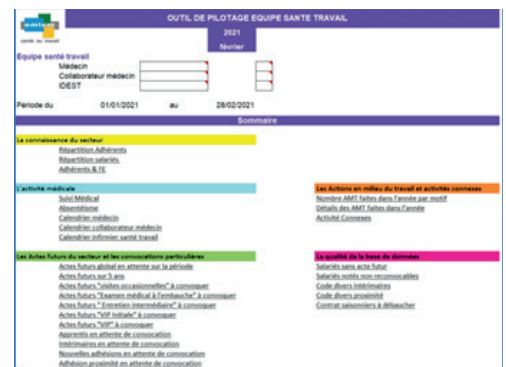 OUTIL DE PILOTAGE EQUIPE SANTE TRAVAIL
santé au travail
2021
février
Equipe santé travail
Médecin
Collaborateur médecin
IDEST
Période du 01/01/2021 au 28/02/2021
Sommaire
La connaissance du secteur
Répartition Adhérents
Répartition salariés
Adhérents & FE
L'activité médicale
Suivi Médical
Absentéisme
Calendrier médecin
Calendrier collaborateur médecin
Calendrier infirmier santé travail
Les Actions en milieu du travail et activités connexes
Nombre AMT faites dans l'année par motif
Détails des AMT faites dans l'année
Activité Connexes
Les Actes futurs du secteur et les convocations particulières
Actes futurs global en attente sur la période
Actes futurs sur 5 ans
Actes futurs "visites occasionnelles" à convoquer
Actes futurs "Examen médical à l'embauche" à convoquer
Actes futurs " Entretien intermédiaire" à convoquer
Actes futurs "VIP Initiale" à convoquer
Actes futurs "VIP" à convoquer
Apprentis en attente de convocation
Intérimaires en attente de convocation
Nouvelles adhésions en attente de convocation
Adhésion proximité en attente de convocation
La qualité de la base de données
Salariés sans acte futur
Salariés notés non reconvocables
Code divers intérimaires
Code divers proximité
Contrat saisonniers à débaucher